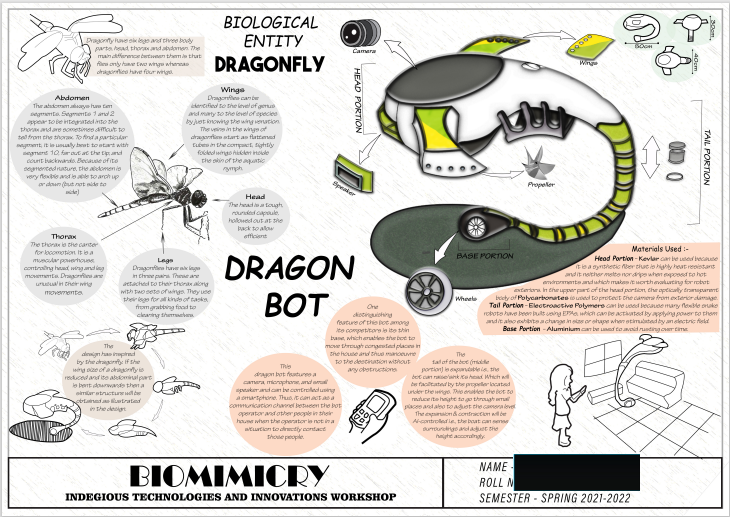 BIOLOGICAL
ENTITY
DRAGONFLY
Dragonfly have six legs and three body
parts, head, thorax and abdomen. The
main difference between them is that
flies only have two wings whereas
dragonflies have four wings.
Abdomen
The abdomen always has ten
segments. Segments 1 and 2
appear to be integrated into the
thorax and are sometimes difficult to
tell from the thorax. To find a particular
segment, it is usually best to start with
segment 10, far out at the tip, and
count backwards. Because of its
segmented nature, the abdomen is
very flexible and is able to arch up
or down (but not side to
side)
Wings
Dragonflies can be
identified to the level of genus
and many to the level of species
by just knowing the wing venation.
The veins in the wings of
dragonflies start as flattened
tubes in the compact, tightly
folded wings hidden inside
the skin of the aquatic
nymph.
Head
The head is a tough,
rounded capsule,
hollowed out at the
back to allow
efficient
Thorax
The thorax is the center
for locomotion. It is a
muscular powerhouse,
controlling head, wing and leg
movements. Dragonflies are
unusual in their wing
movements.
Legs
Dragonflies have six legs
in three pairs. These are
attached to their thorax along
with two sets of wings. They use
their legs for all kinds of tasks,
from grabbing food to
cleaning themselves.
The
design has inspired
by the dragonfly. If the
wing size of a dragonfly is
reduced and its abdominal part
is bent downwards then a
similar structure will be
obtained as illustrated
in the design.
DRAGON
BOT
Camera
HEAD PORTION
Wings
Speaker
Propeller
BASE PORTION
Wheels
TAIL PORTION
50cm
30cm
40cm
Materials Used :-
Head Portion - Kevlar can be used because
it is a synthetic fiber that is highly heat resistant
and it neither melts nor drips when exposed to hot
environments and which makes it worth evaluating for robot
exteriors. In the upper part of the head portion, the optically transparent
body of Polycarbonates is used to protect the camera from exterior damage.
Tail Portion - Electroactive Polymers can be used because many flexible snake
robots have been built using EPAs, which can be activated by applying power to them
and it also exhibits a change in size or shape when stimulated by an electric field.
Base Portion - Aluminium can be used to avoid rusting over time.
One
distinguishing
feature of this bot among
its competitors is the thin
base, which enables the bot to
move through congested places in
the house and thus manoeuvre
to the destination without
any obstructions.
This
dragon bot features a
camera, microphone, and small
speaker and can be controlled using
a smartphone. Thus, it can act as a
communication channel between the bot
operator and other people in their
house when the operator is not in a
situation to directly contact
those people.
The
tail of the bot (middle
portion) is expandable i.e., the
bot can raise/rent its head. Which will
be facilitated by the propeller located
under the wings. This enables the bot to
reduce its height to go through small
places and also to adjust the camera level
The expansion & contraction will be
AI-controlled i.e., the boat can sense
surroundings and adjust the
height accordingly.
BIOMIMICRY
INDEGIOUS TECHNOLOGIES AND INNOVATIONS WORKSHOP
NAME -
ROLL N
SEMESTER - SPRING 2021-2022